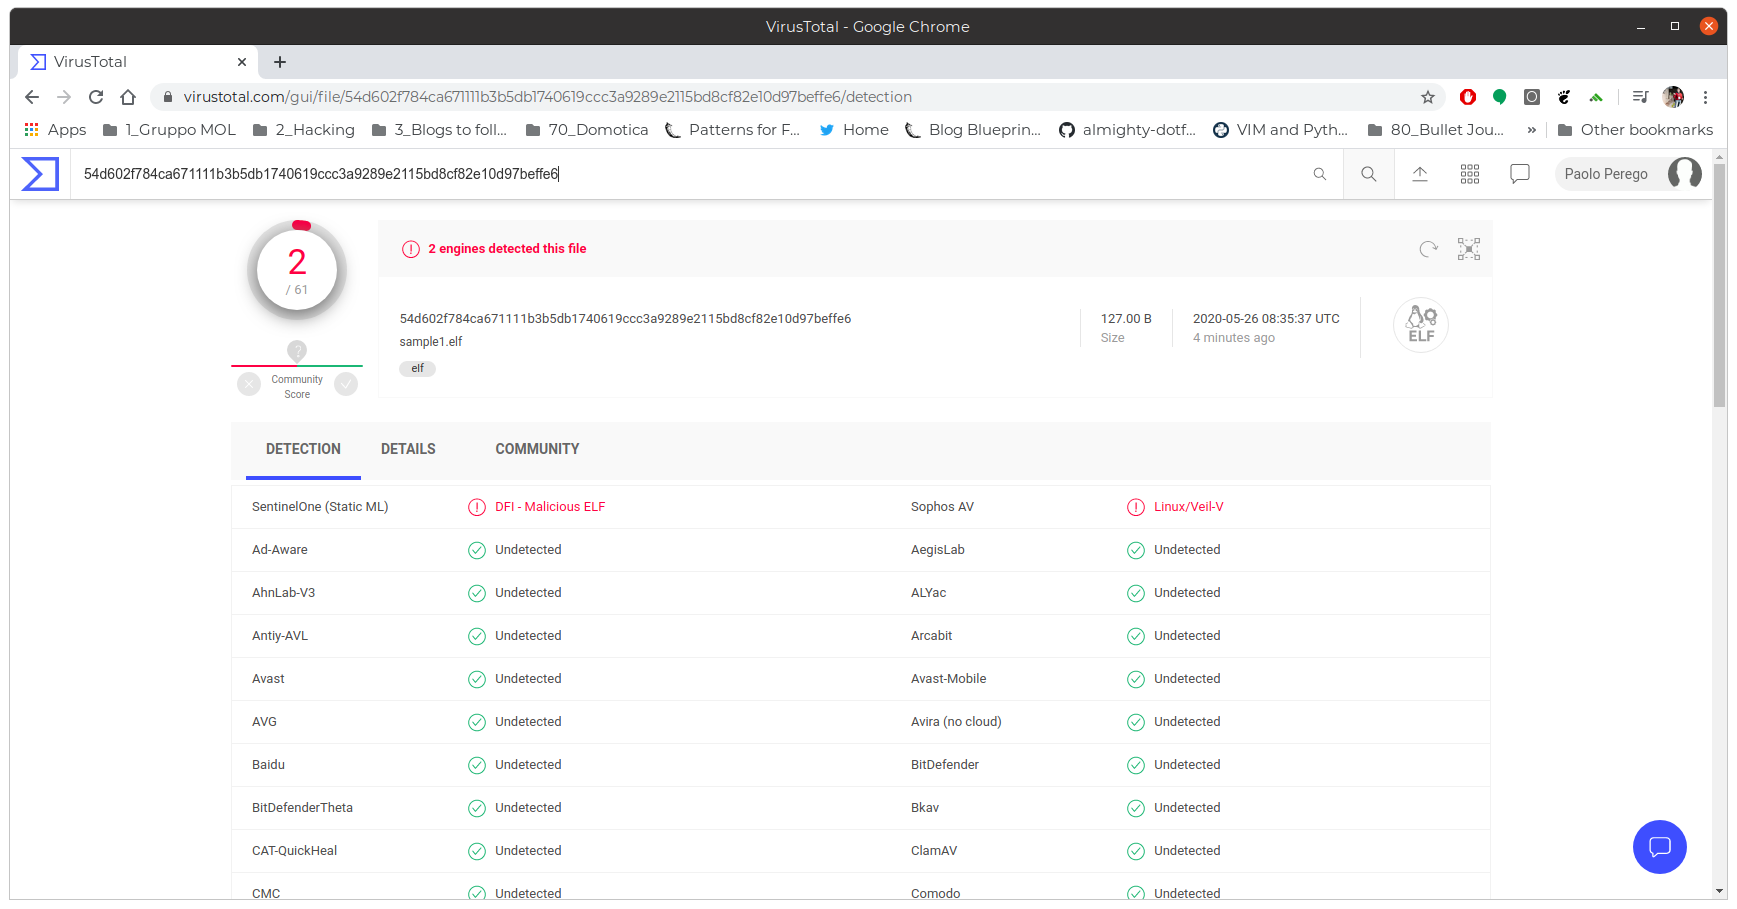 VirusTotal - Google Chrome
VirusTotal
virustotal.com/gui/file/54d602f784ca671111b3b5db1740619ccc3a9289e2115bd8cf82e10d97beffe6/detection
Apps 1_Gruppo MOL 2_Hacking 3_Blogs to foll... 70_Domotica Patterns for F... Home Blog Blueprin... almighty-dotf... VIM and Pyth... 80_Bullet Jou... » Other bookmarks
54d602f784ca671111b3b5db1740619ccc3a9289e2115bd8cf82e10d97beffe6
Paolo Perego
2
/ 61
Community
Score
2 engines detected this file
54d602f784ca671111b3b5db1740619ccc3a9289e2115bd8cf82e10d97beffe6
sample1.elf
elf
127.00 B
Size
2020-05-26 08:35:37 UTC
4 minutes ago
ELF
DETECTION DETAILS COMMUNITY
SentinelOne (Static ML) DFI - Malicious ELF Sophos AV Linux/Veil-V
Ad-Aware Undetected AegisLab Undetected
AhnLab-V3 Undetected ALYac Undetected
Antiy-AVL Undetected Arcabit Undetected
Avast Undetected Avast-Mobile Undetected
AVG Undetected Avira (no cloud) Undetected
Baidu Undetected BitDefender Undetected
BitDefenderTheta Undetected Bkav Undetected
CAT-QuickHeal Undetected ClamAV Undetected
CMC Undetected Comodo Undetected